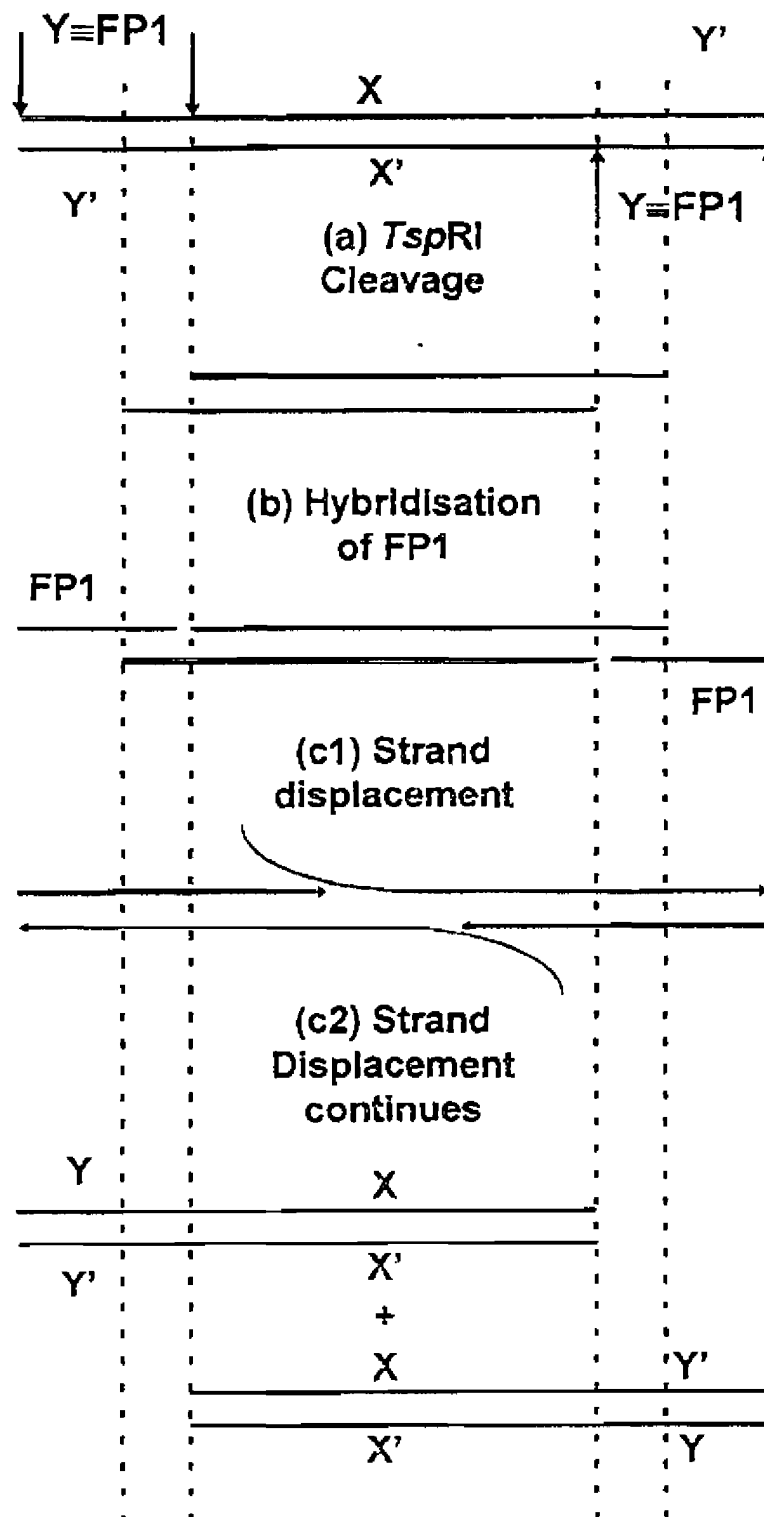 Y≡FP1
Y'
X
X'
Y'
Y≡FP1
(a) TspRI
Cleavage
(b) Hybridisation
of FP1
FP1
FP1
(c1) Strand
displacement
(c2) Strand
Displacement
continues
Y
X
Y'
X'
+
X
Y'
X'
Y